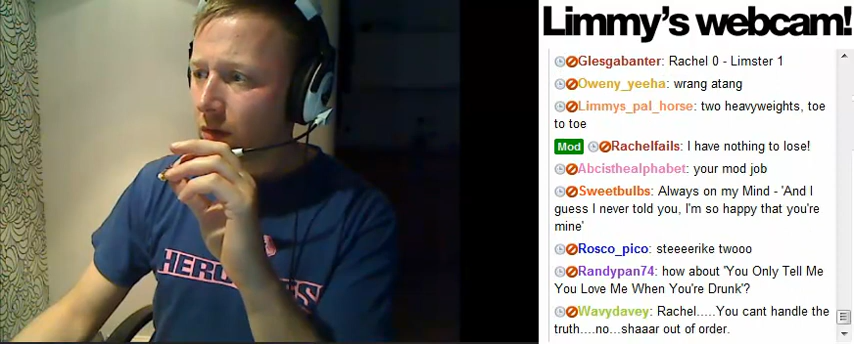 Limmy's webcam!
Glesgabanter: Rachel 0 - Limster 1
Oweny_yeeha: wrang atang
Limmys_pal_horse: two heavyweights, toe
to toe
Mod Rachelfails: I have nothing to lose!
Abcisthealphabet: your mod job
Sweetbulbs: Always on my Mind - 'And I
guess I never told you, I'm so happy that you're
mine'
Rosco_pico: steeeerike twooo
Randypan74: how about 'You Only Tell Me
You Love Me When You're Drunk'?
Wavydavey: Rachel.....You cant handle the
truth....no...shaaar out of order.